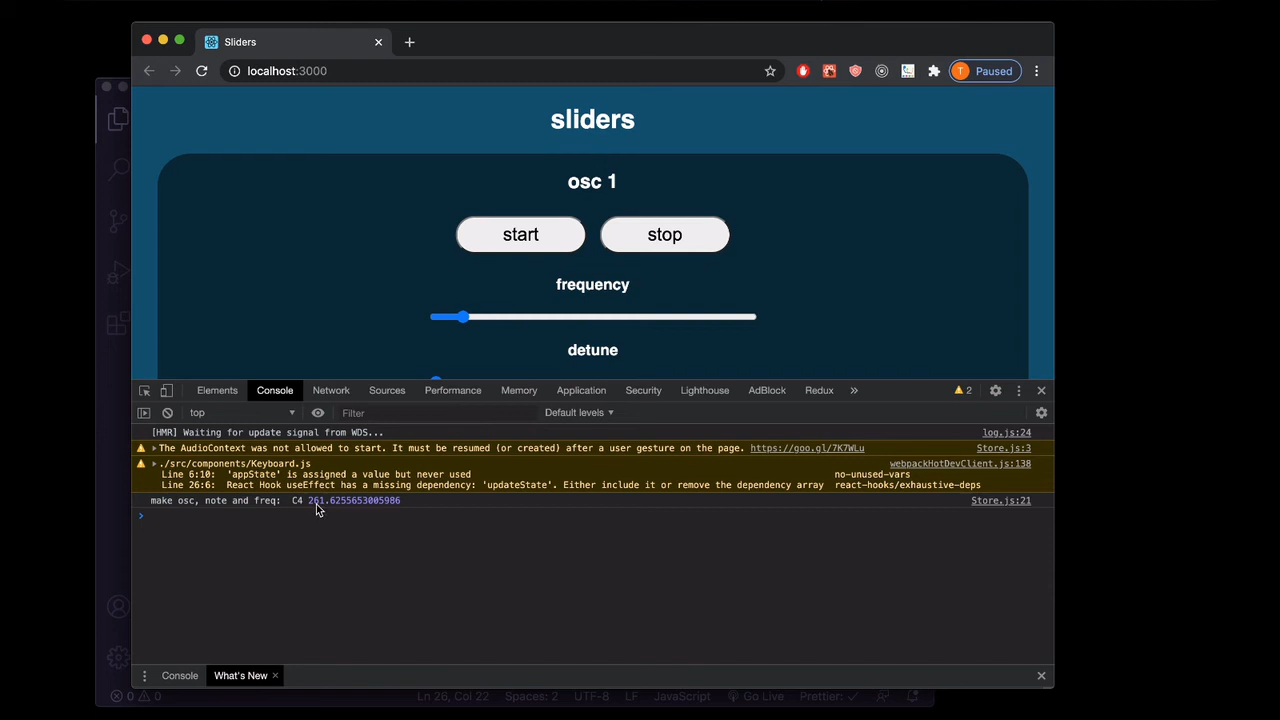 Sliders
localhost:3000
T Paused
sliders
osc 1
start stop
frequency
detune
Elements Console Network Sources Performance Memory Application Security Lighthouse AdBlock Redux » 2
top Filter Default levels
[HMR] Waiting for update signal from WDS... log.js:24
The AudioContext was not allowed to start. It must be resumed (or created) after a user gesture on the page. https://goo.gl/7K7WLu Store.js:3
./src/components/Keyboard.js webpackHotDevClient.js:138
Line 6:10: 'appState' is assigned a value but never used no-unused-vars
Line 26:6: React Hook useEffect has a missing dependency: 'updateState'. Either include it or remove the dependency array react-hooks/exhaustive-deps
make osc, note and freq: C4 261.6255653005986 Store.js:21
Console What's New
0 0 Ln 26, Col 22 Spaces: 2 UTF-8 LF JavaScript Go Live Prettier: ✓